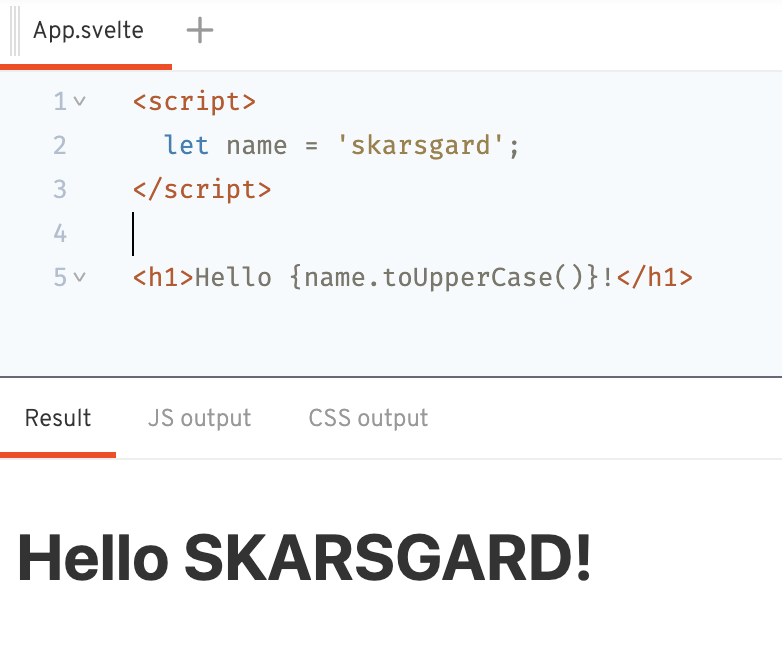 App.svelte +
1 <script>
2 let name = 'skarsgard';
3 </script>
4
5 <h1>Hello {name.toUpperCase()}!</h1>
Result JS output CSS output
Hello SKARSGARD!